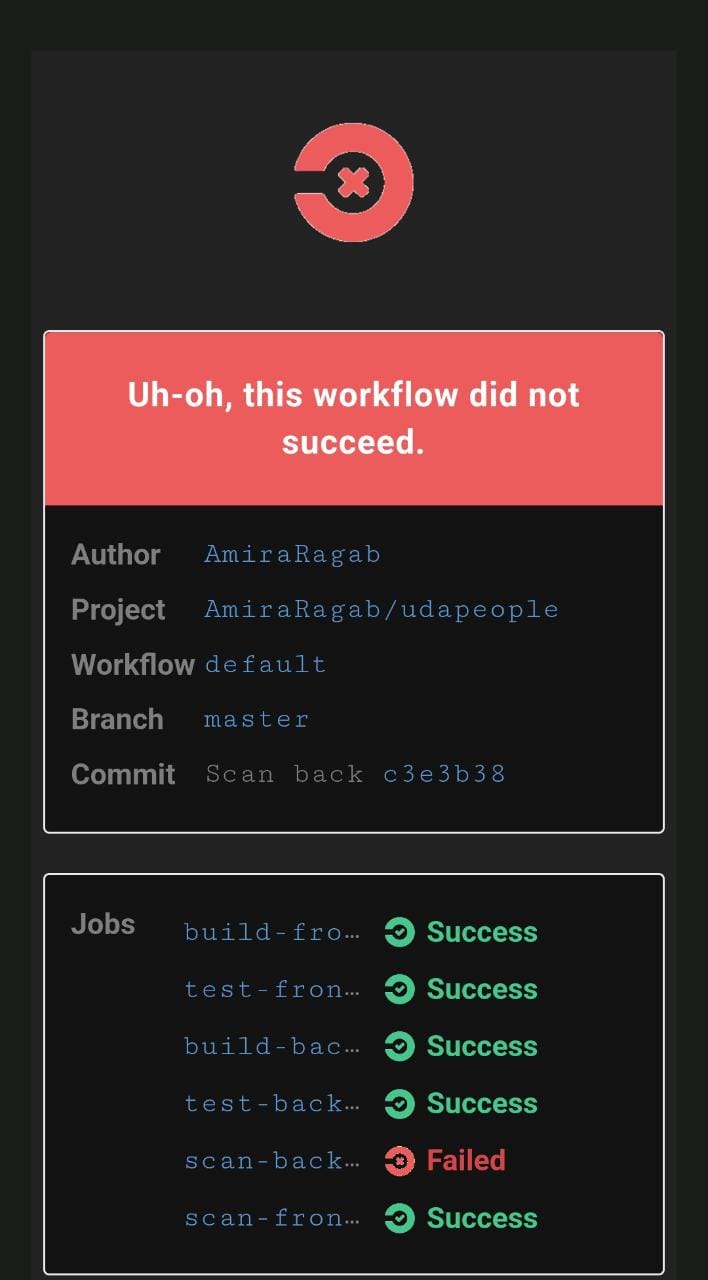 Uh-oh, this workflow did not
succeed.
Author AmiraRagab
Project AmiraRagab/udapeople
Workflow default
Branch master
Commit Scan back c3e3b38
Jobs build-fro… Success
test-fron… Success
build-bac… Success
test-back… Success
scan-back… Failed
scan-fron… Success